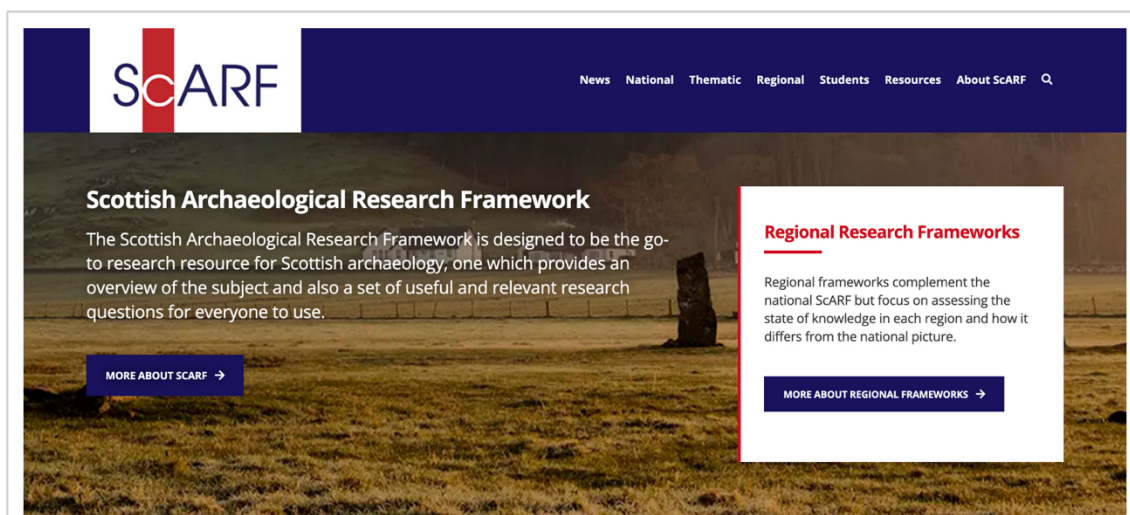 ScARF
News National Thematic Regional Students Resources About ScARF
Scottish Archaeological Research Framework
The Scottish Archaeological Research Framework is designed to be the go-
to research resource for Scottish archaeology, one which provides an
overview of the subject and also a set of useful and relevant research
questions for everyone to use.
MORE ABOUT SCARF →
Regional Research Frameworks
Regional frameworks complement the
national ScARF but focus on assessing the
state of knowledge in each region and how it
differs from the national picture.
MORE ABOUT REGIONAL FRAMEWORKS →